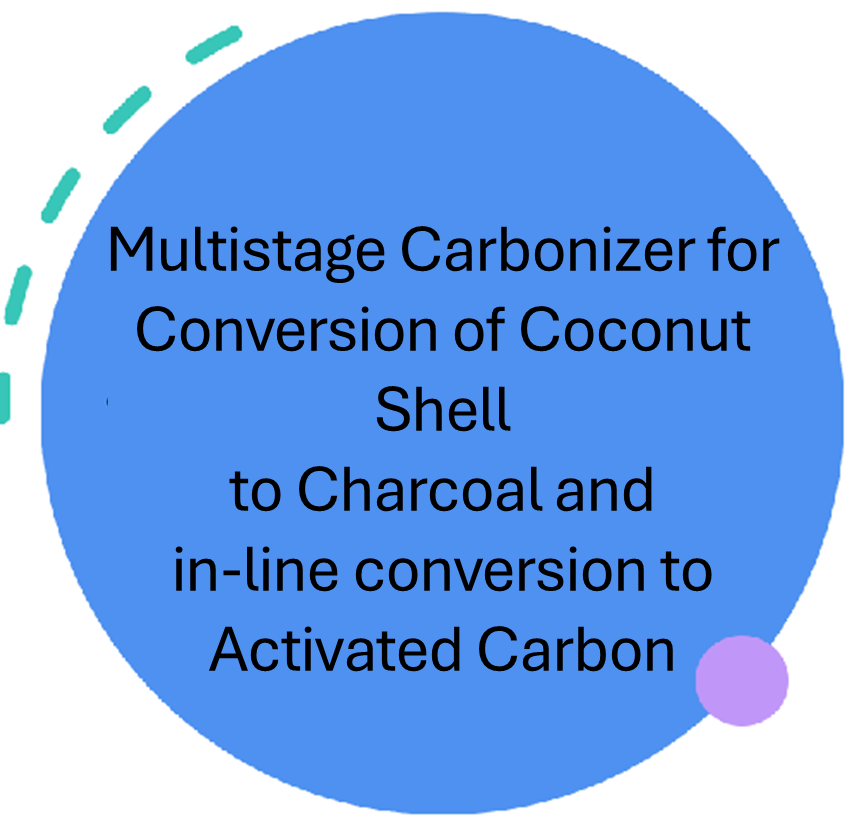 Multistage Carbonizer for
Conversion of Coconut
Shell
to Charcoal and
in-line conversion to
Activated Carbon